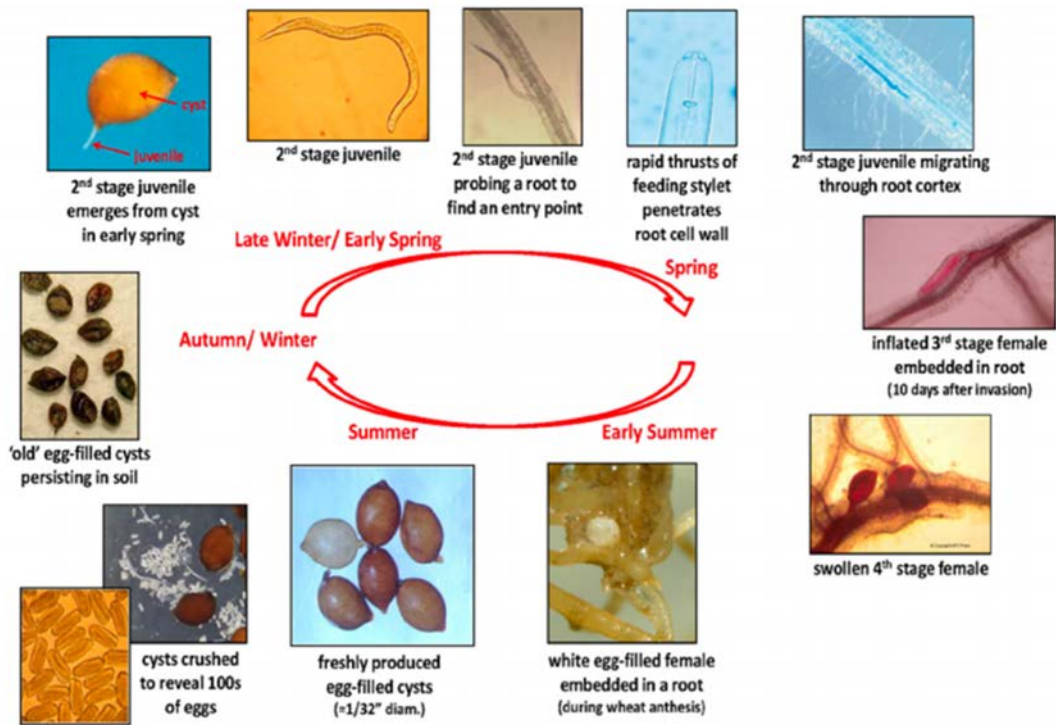 cyst
juvenile
2nd stage juvenile
emerges from cyst
in early spring
2nd stage juvenile
2nd stage juvenile
probing a root to
find an entry point
rapid thrusts of
feeding stylet
penetrates
root cell wall
2nd stage juvenile migrating
through root cortex
Late Winter/ Early Spring
Spring
inflated 3rd stage female
embedded in root
(10 days after invasion)
Autumn/ Winter
Summer
Early Summer
'old' egg-filled cysts
persisting in soil
swollen 4th stage female
cysts crushed
to reveal 100s
of eggs
freshly produced
egg-filled cysts
(≈1/32" diam.)
white egg-filled female
embedded in a root
(during wheat anthesis)